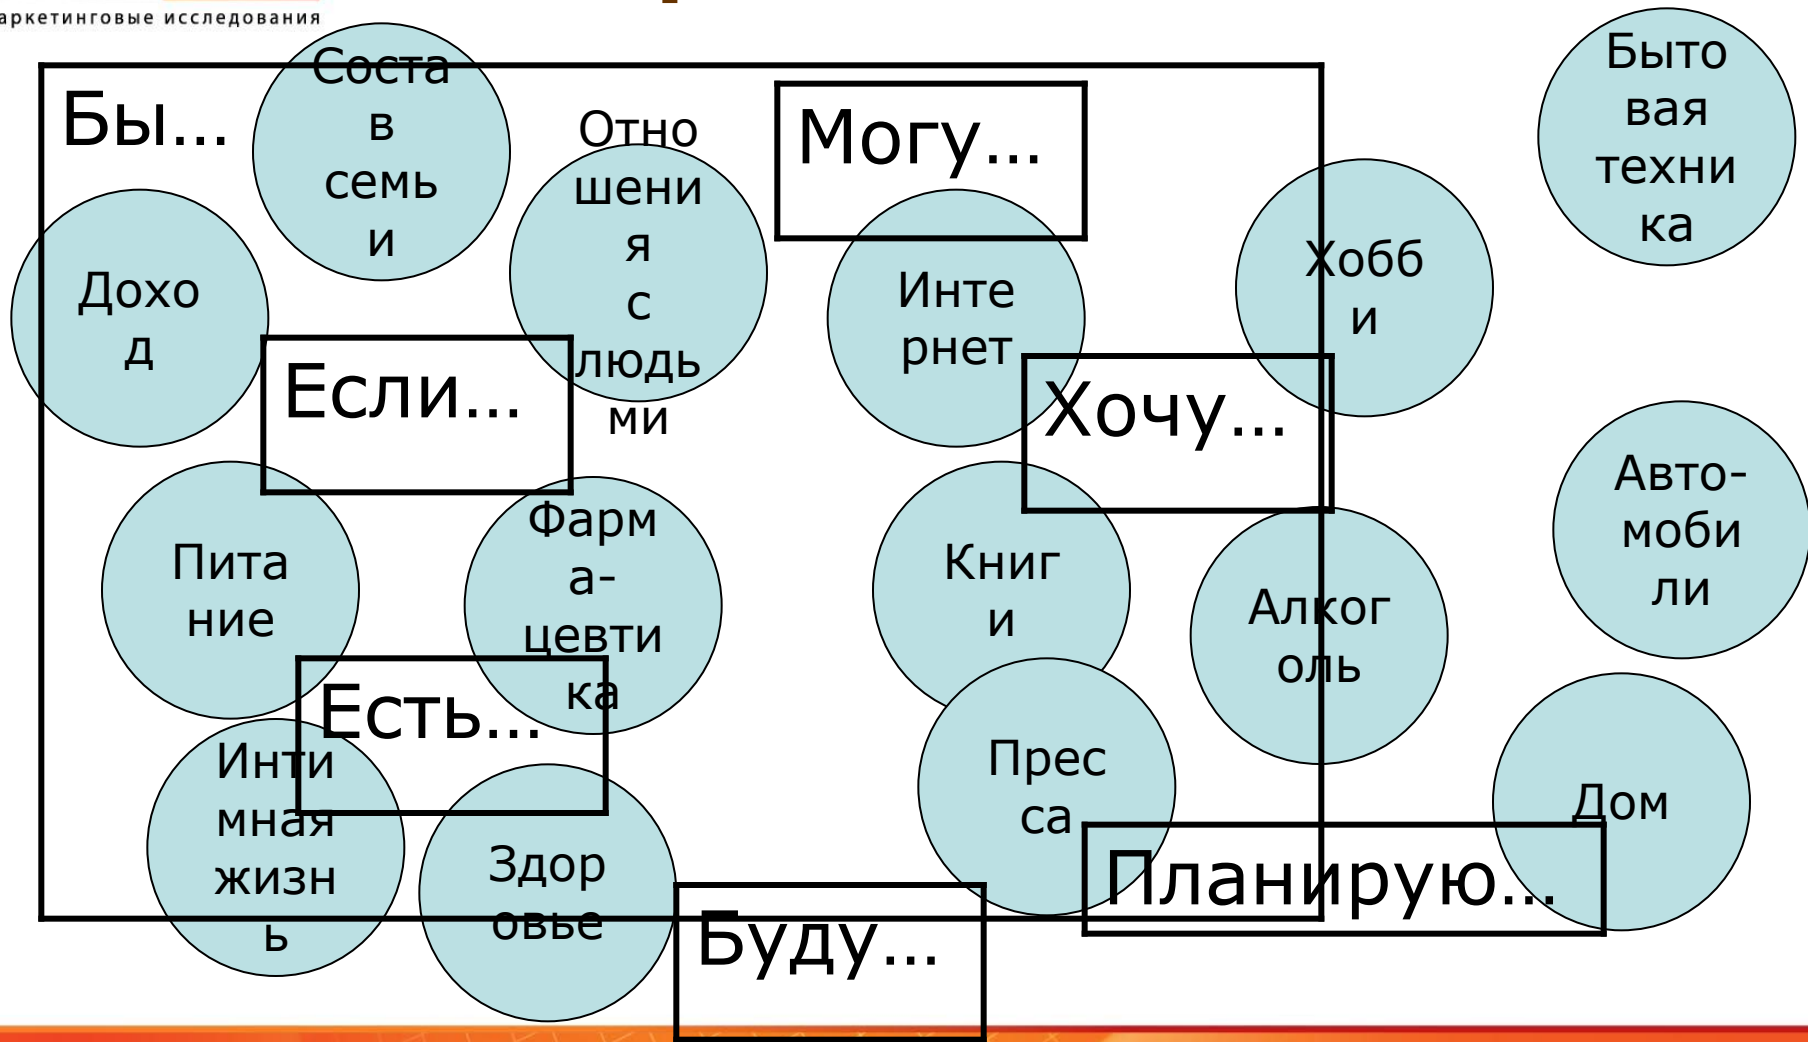 аркетинговые исследования
Бы...
Соста
в
семь
и
Отно
шени
я
с
людь
ми
Могу...
Быто
вая
техни
ка
Дохо
д
Инте
рнет
Хобб
и
Если...
Хочу...
Пита
ние
Фарм
а-
цевти
ка
Книг
и
Алког
оль
Авто-
моби
ли
Есть...
Инти
мная
жизн
ь
Здор
овье
Прес
са
Дом
Планирую...
Буду...